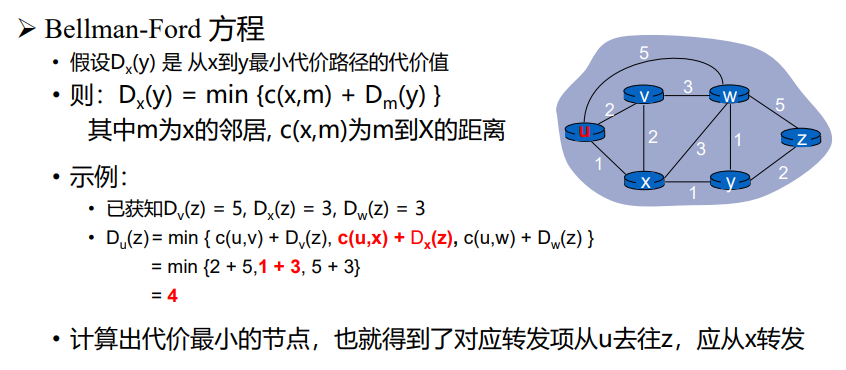 ➢ Bellman-Ford 方程
• 假设Dx(y) 是 从x到y最小代价路径的代价值
• 则：Dx(y) = min {c(x,m) + Dm(y) }
其中m为x的邻居, c(x,m)为m到X的距离
• 示例：
• 已获知Dv(z) = 5, Dx(z) = 3, Dw(z) = 3
• Du(z) = min { c(u,v) + Dv(z), c(u,x) + Dx(z), c(u,w) + Dw(z) }
= min {2 + 5,1 + 3, 5 + 3}
= 4
• 计算出代价最小的节点，也就得到了对应转发项从u去往z，应从x转发
5
v 3 w
2 5
u 2 3 1 z
1 2
x 1 y